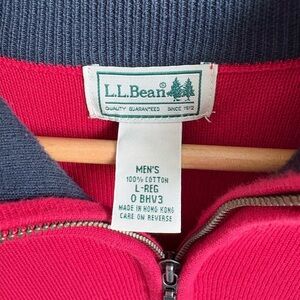 L.L.Bean
QUALITY GUARANTEED SINCE 1912
MEN'S
100% COTTON
L-REG
0 BHV3
MADE IN HONG KONG
CARE ON REVERSE